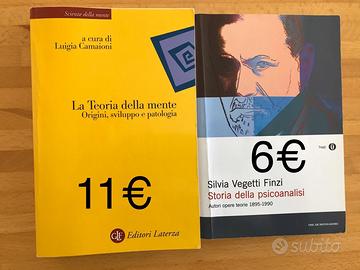 Scienze della mente
a cura di
Luigia Camaioni
La Teoria della mente
Origini, sviluppo e patologia
11€
GLF Editori Laterza
6€
Silvia Vegetti Finzi
Storia della psicoanalisi
Autori opere teorie 1895-1990
subito